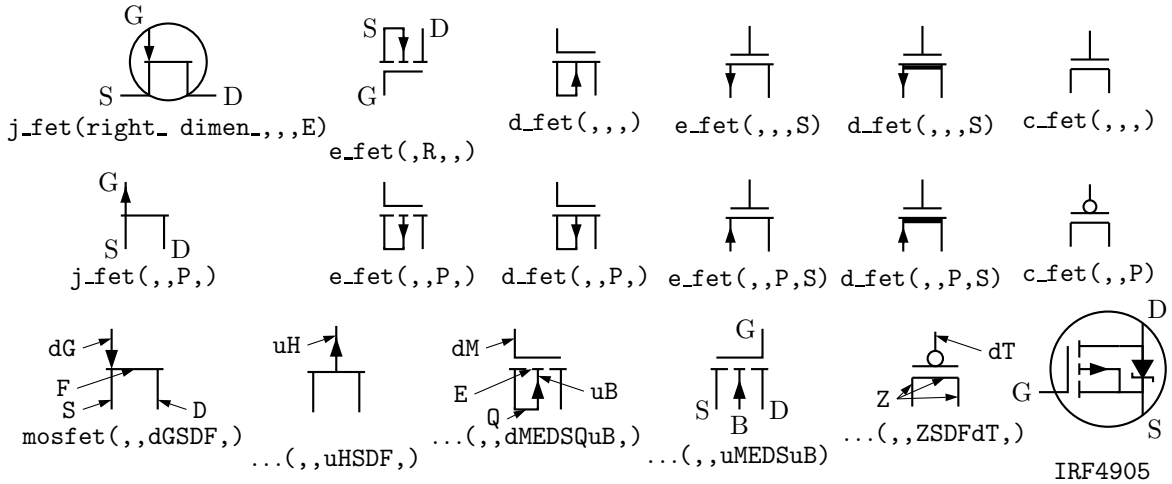 G
S D
j_fet(right_ dimen_,,,E)
S D
G
e_fet(,R,,)
d_fet(,,,)
e_fet(,,,S)
d_fet(,,,S)
c_fet(,,,)
G
S D
j_fet(,,P,)
e_fet(,,P,)
d_fet(,,P,)
e_fet(,,P,S)
d_fet(,,P,S)
c_fet(,,P)
dG
F
S D
mosfet(,,dGSDF,)
uH
...(,,uHSDF,)
dM
E uB
Q
...(,,dMEDSQuB,)
G
S B D
...(,,uMEDSuB)
dT
Z
...(,,ZSDFdT,)
D
G
S
IRF4905